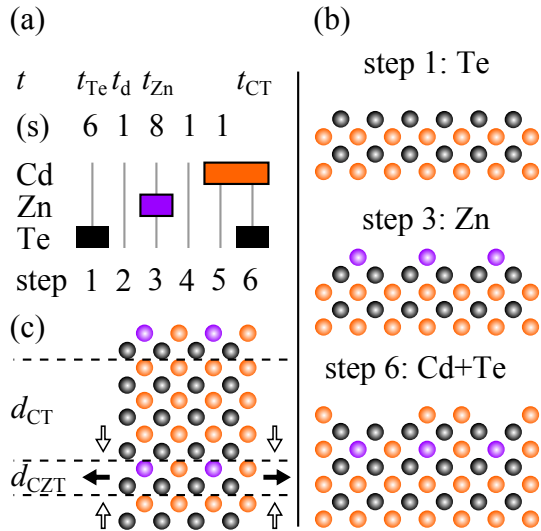 (a)
t t_Te t_d t_Zn t_CT
(s) 6 1 8 1 1
Cd
Zn
Te
step 1 2 3 4 5 6
(b)
step 1: Te
step 3: Zn
step 6: Cd+Te
(c)
d_CT
d_CZT